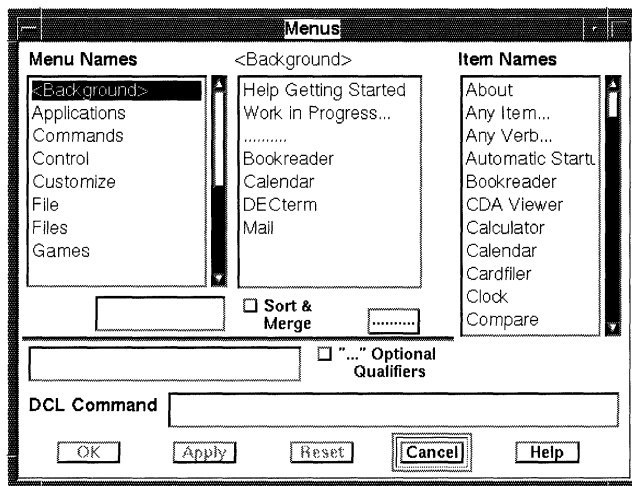 Menus
Menu Names
<Background>
Applications
Commands
Control
Customize
File
Files
Games
<Background>
Help Getting Started
Work in Progress...
..........
Bookreader
Calendar
DECterm
Mail
Item Names
About
Any Item...
Any Verb...
Automatic Startu
Bookreader
CDA Viewer
Calculator
Calendar
Cardfiler
Clock
Compare
Sort &
Merge
..........
"..." Optional
Qualifiers
DCL Command
OK
Apply
Reset
Cancel
Help